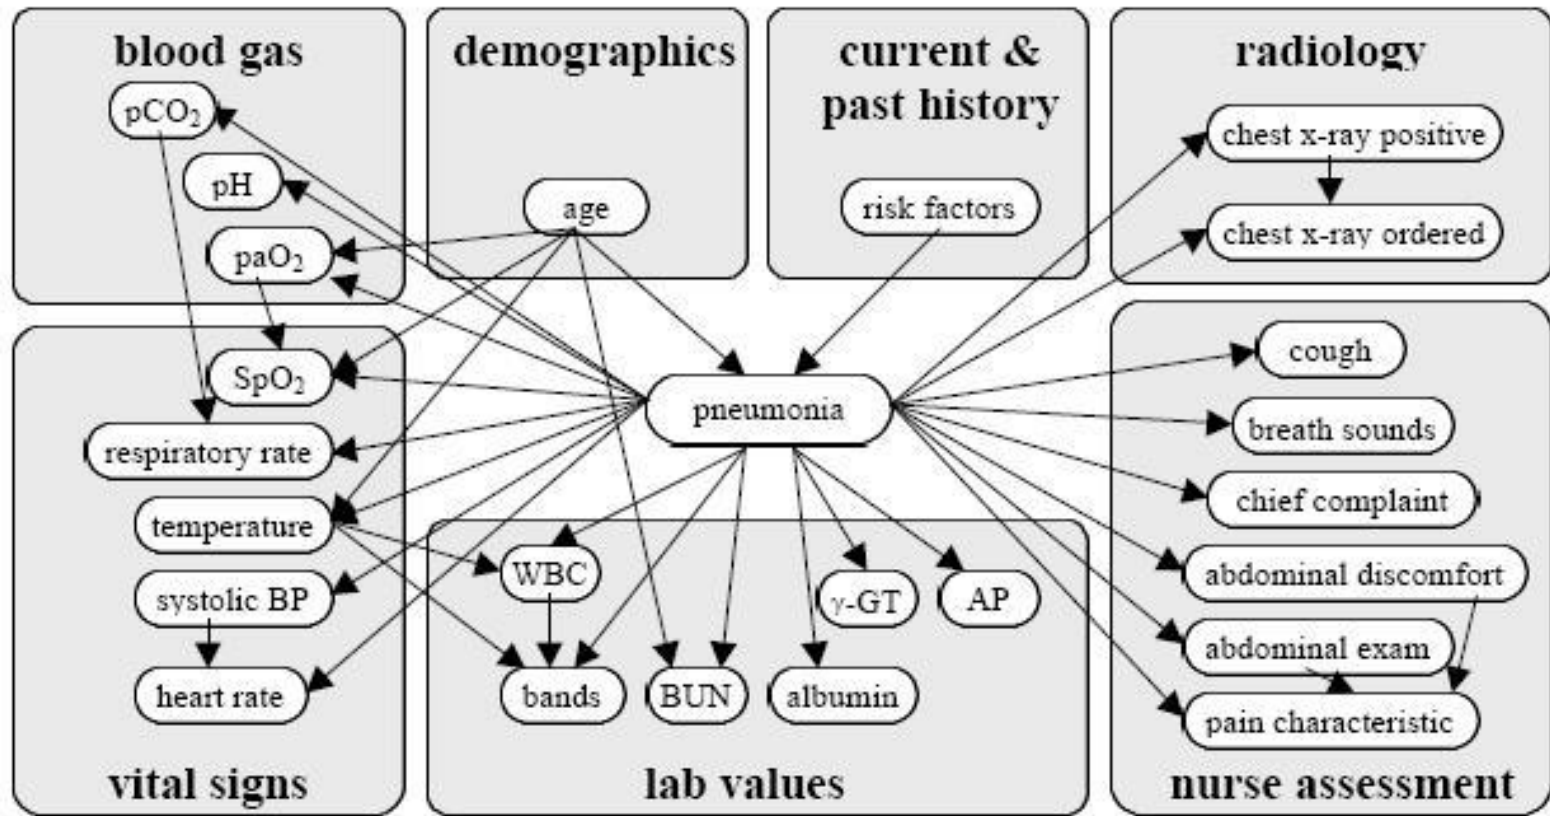 blood gas
pCO₂
pH
paO₂
demographics
age
current &
past history
risk factors
radiology
chest x-ray positive
chest x-ray ordered
pneumonia
SpO₂
respiratory rate
temperature
systolic BP
heart rate
vital signs
WBC
γ-GT
AP
bands
BUN
albumin
lab values
cough
breath sounds
chief complaint
abdominal discomfort
abdominal exam
pain characteristic
nurse assessment